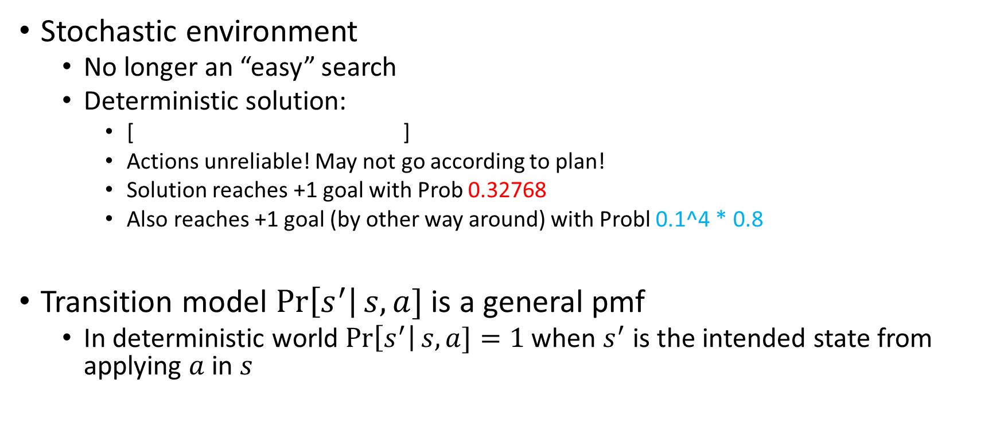 • Stochastic environment
• No longer an “easy” search
• Deterministic solution:
• [ ]
• Actions unreliable! May not go according to plan!
• Solution reaches +1 goal with Prob 0.32768
• Also reaches +1 goal (by other way around) with Probl 0.1^4 * 0.8
• Transition model Pr[s′| s, a] is a general pmf
• In deterministic world Pr[s′| s, a] = 1 when s′ is the intended state from
applying a in s